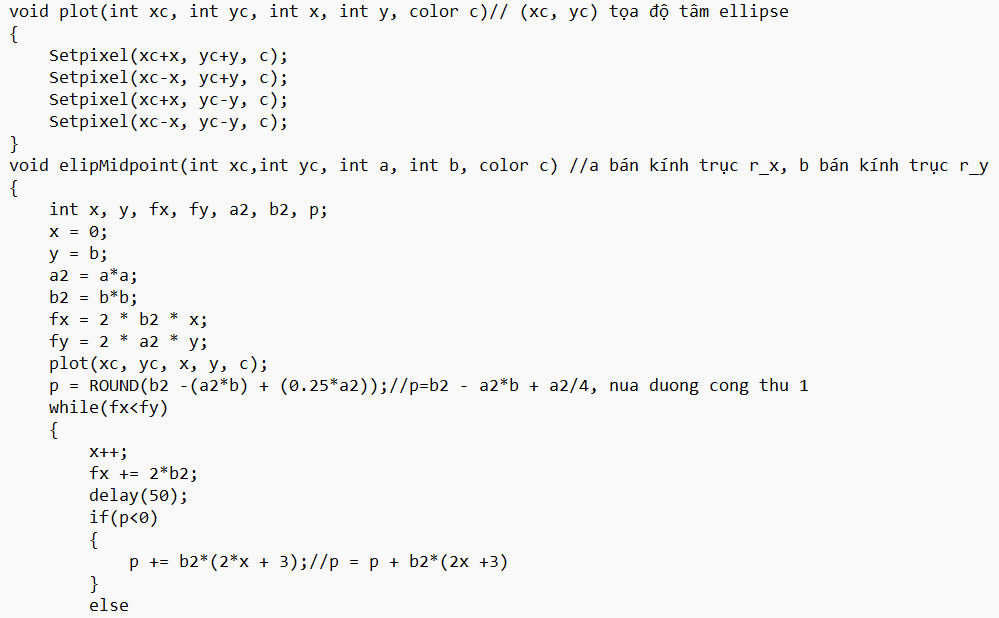 void plot(int xc, int yc, int x, int y, color c)// (xc, yc) tọa độ tâm ellipse
{
    Setpixel(xc+x, yc+y, c);
    Setpixel(xc-x, yc+y, c);
    Setpixel(xc+x, yc-y, c);
    Setpixel(xc-x, yc-y, c);
}
void elipMidpoint(int xc,int yc, int a, int b, color c) //a bán kính trục r_x, b bán kính trục r_y
{
    int x, y, fx, fy, a2, b2, p;
    x = 0;
    y = b;
    a2 = a*a;
    b2 = b*b;
    fx = 2 * b2 * x;
    fy = 2 * a2 * y;
    plot(xc, yc, x, y, c);
    p = ROUND(b2 -(a2*b) + (0.25*a2));//p=b2 - a2*b + a2/4, nua duong cong thu 1
    while(fx<fy)
    {
        x++;
        fx += 2*b2;
        delay(50);
        if(p<0)
        {
            p += b2*(2*x + 3);//p = p + b2*(2x +3)
        }
        else